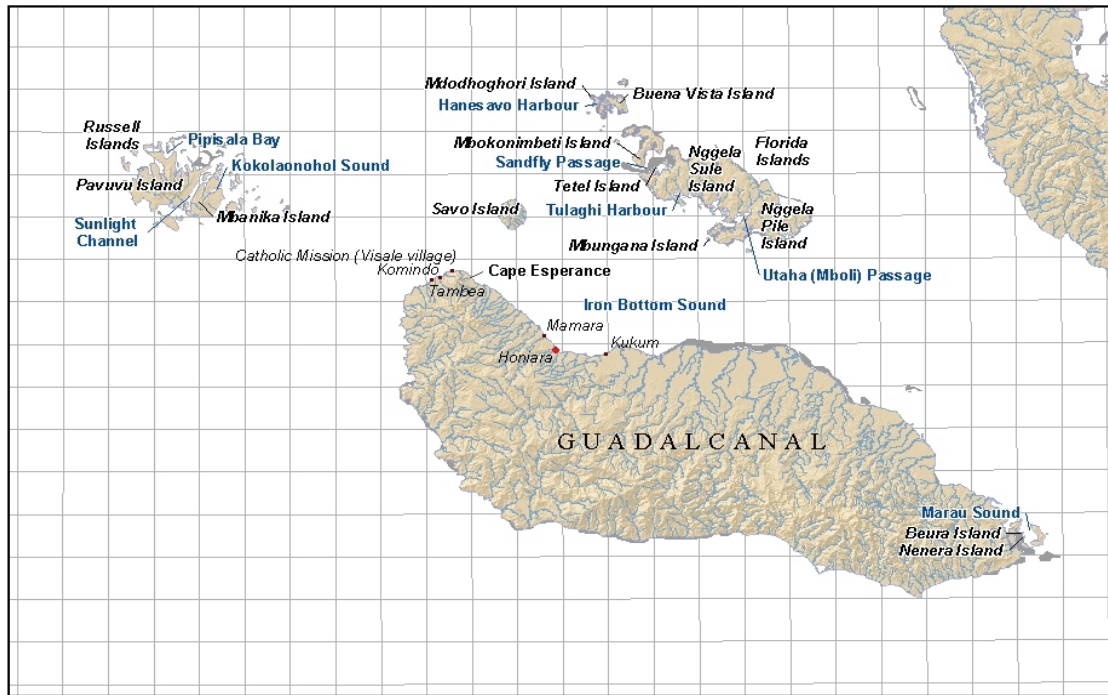 Mdodhoghori Island
Buena Vista Island
Hanesavo Harbour
Russell
Islands
Pipisala Bay
Kokolaonohol Sound
Pavuvu Island
Mbanika Island
Sunlight
Channel
Mbokonimbeti Island
Sandfly Passage
Tetel Island
Tulaghi Harbour
Nggela
Sule
Island
Florida
Islands
Savo Island
Nggela
Pile
Island
Mbungana Island
Utaha (Mboli) Passage
Catholic Mission (Visale village)
Komindo
Cape Esperance
Tambea
Iron Bottom Sound
Mamara
Kukum
Honiara
GUADALCANAL
Marau Sound
Beura Island
Nenera Island